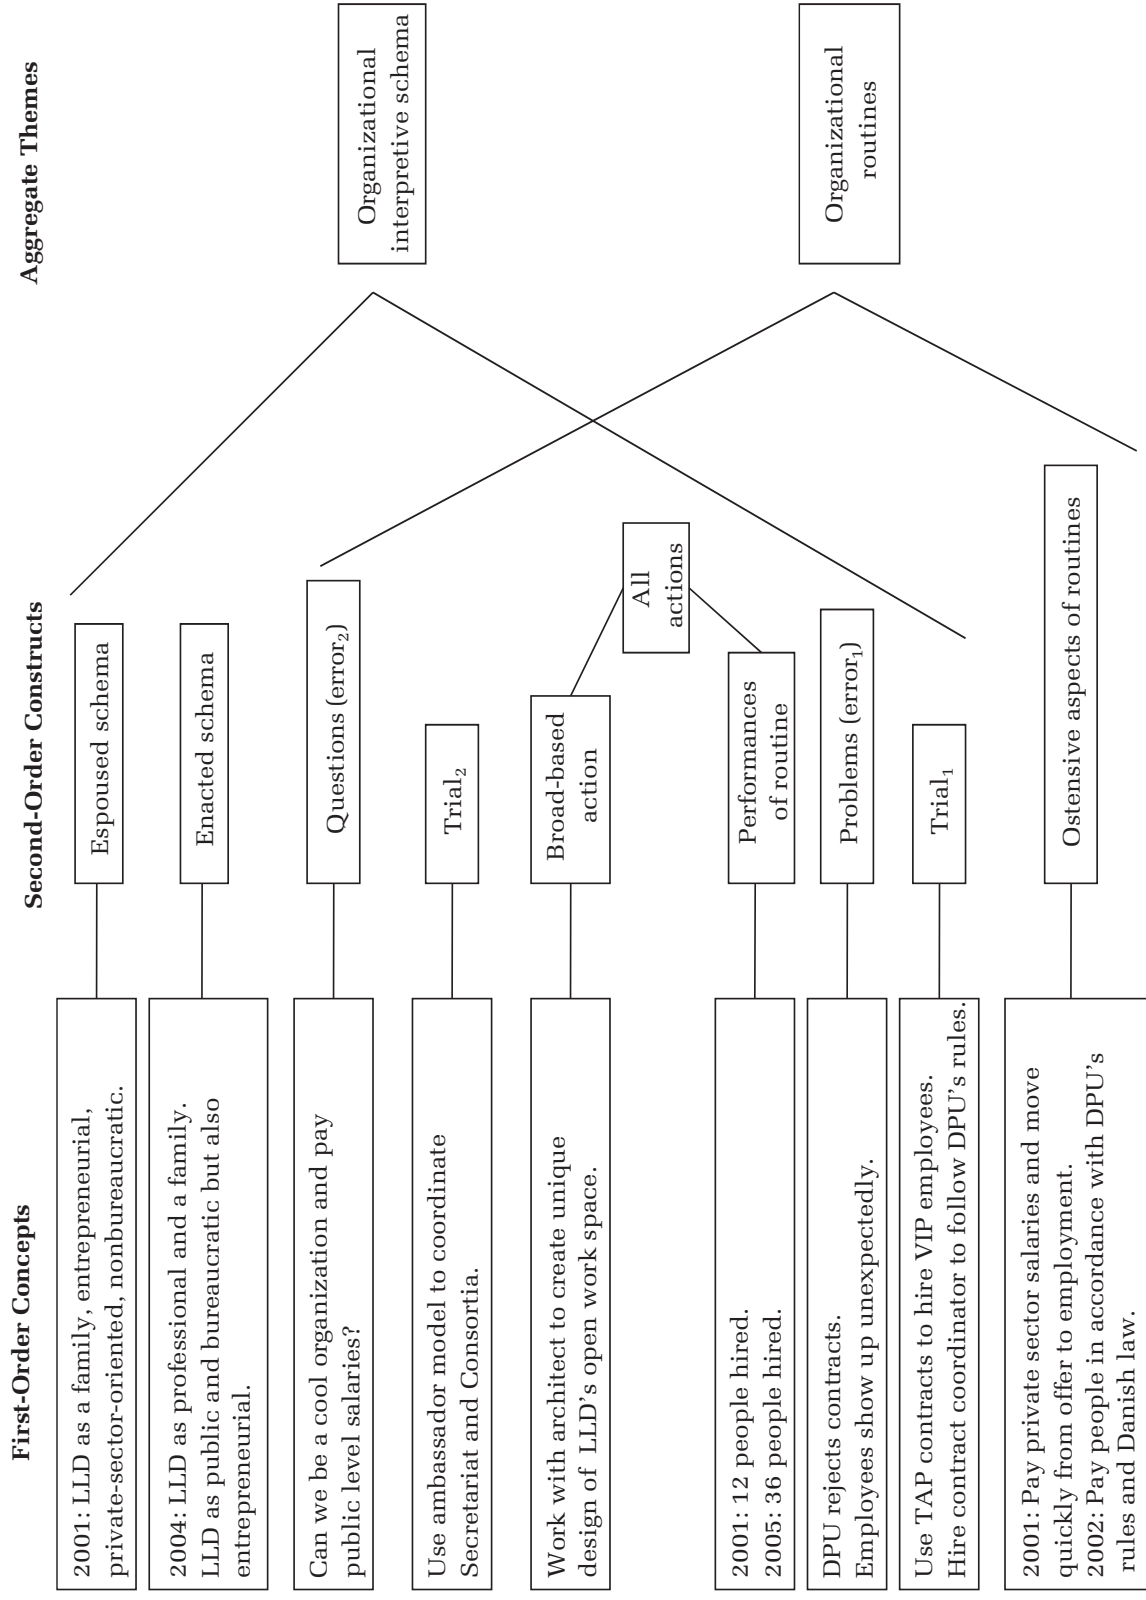 First-Order Concepts
Second-Order Constructs
Aggregate Themes
2001: LLD as a family, entrepreneurial,
private-sector-oriented, nonbureaucratic.
Espoused schema
2004: LLD as professional and a family.
LLD as public and bureaucratic but also
entrepreneurial.
Enacted schema
Can we be a cool organization and pay
public level salaries?
Questions (error₂)
Use ambassador model to coordinate
Secretariat and Consortia.
Trial₂
Work with architect to create unique
design of LLD's open work space.
Broad-based
action
All
actions
2001: 12 people hired.
2005: 36 people hired.
Performances
of routine
DPU rejects contracts.
Employees show up unexpectedly.
Problems (error₁)
Use TAP contracts to hire VIP employees.
Hire contract coordinator to follow DPU's rules.
Trial₁
2001: Pay private sector salaries and move
quickly from offer to employment.
2002: Pay people in accordance with DPU's
rules and Danish law.
Ostensive aspects of routines
Organizational
interpretive schema
Organizational
routines